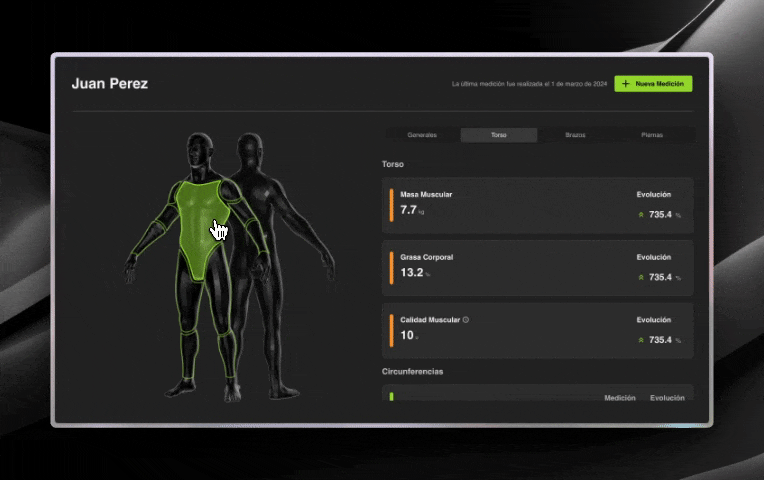 Juan Perez
La última medición fue realizada el 1 de marzo de 2024
+ Nueva Medición
Generales
Torso
Brazos
Piernas
Torso
Masa Muscular
7.7 kg
Evolución
735.4 %
Grasa Corporal
13.2 %
Evolución
735.4 %
Calidad Muscular
10
Evolución
735.4 %
Circunferencias
Medición Evolución